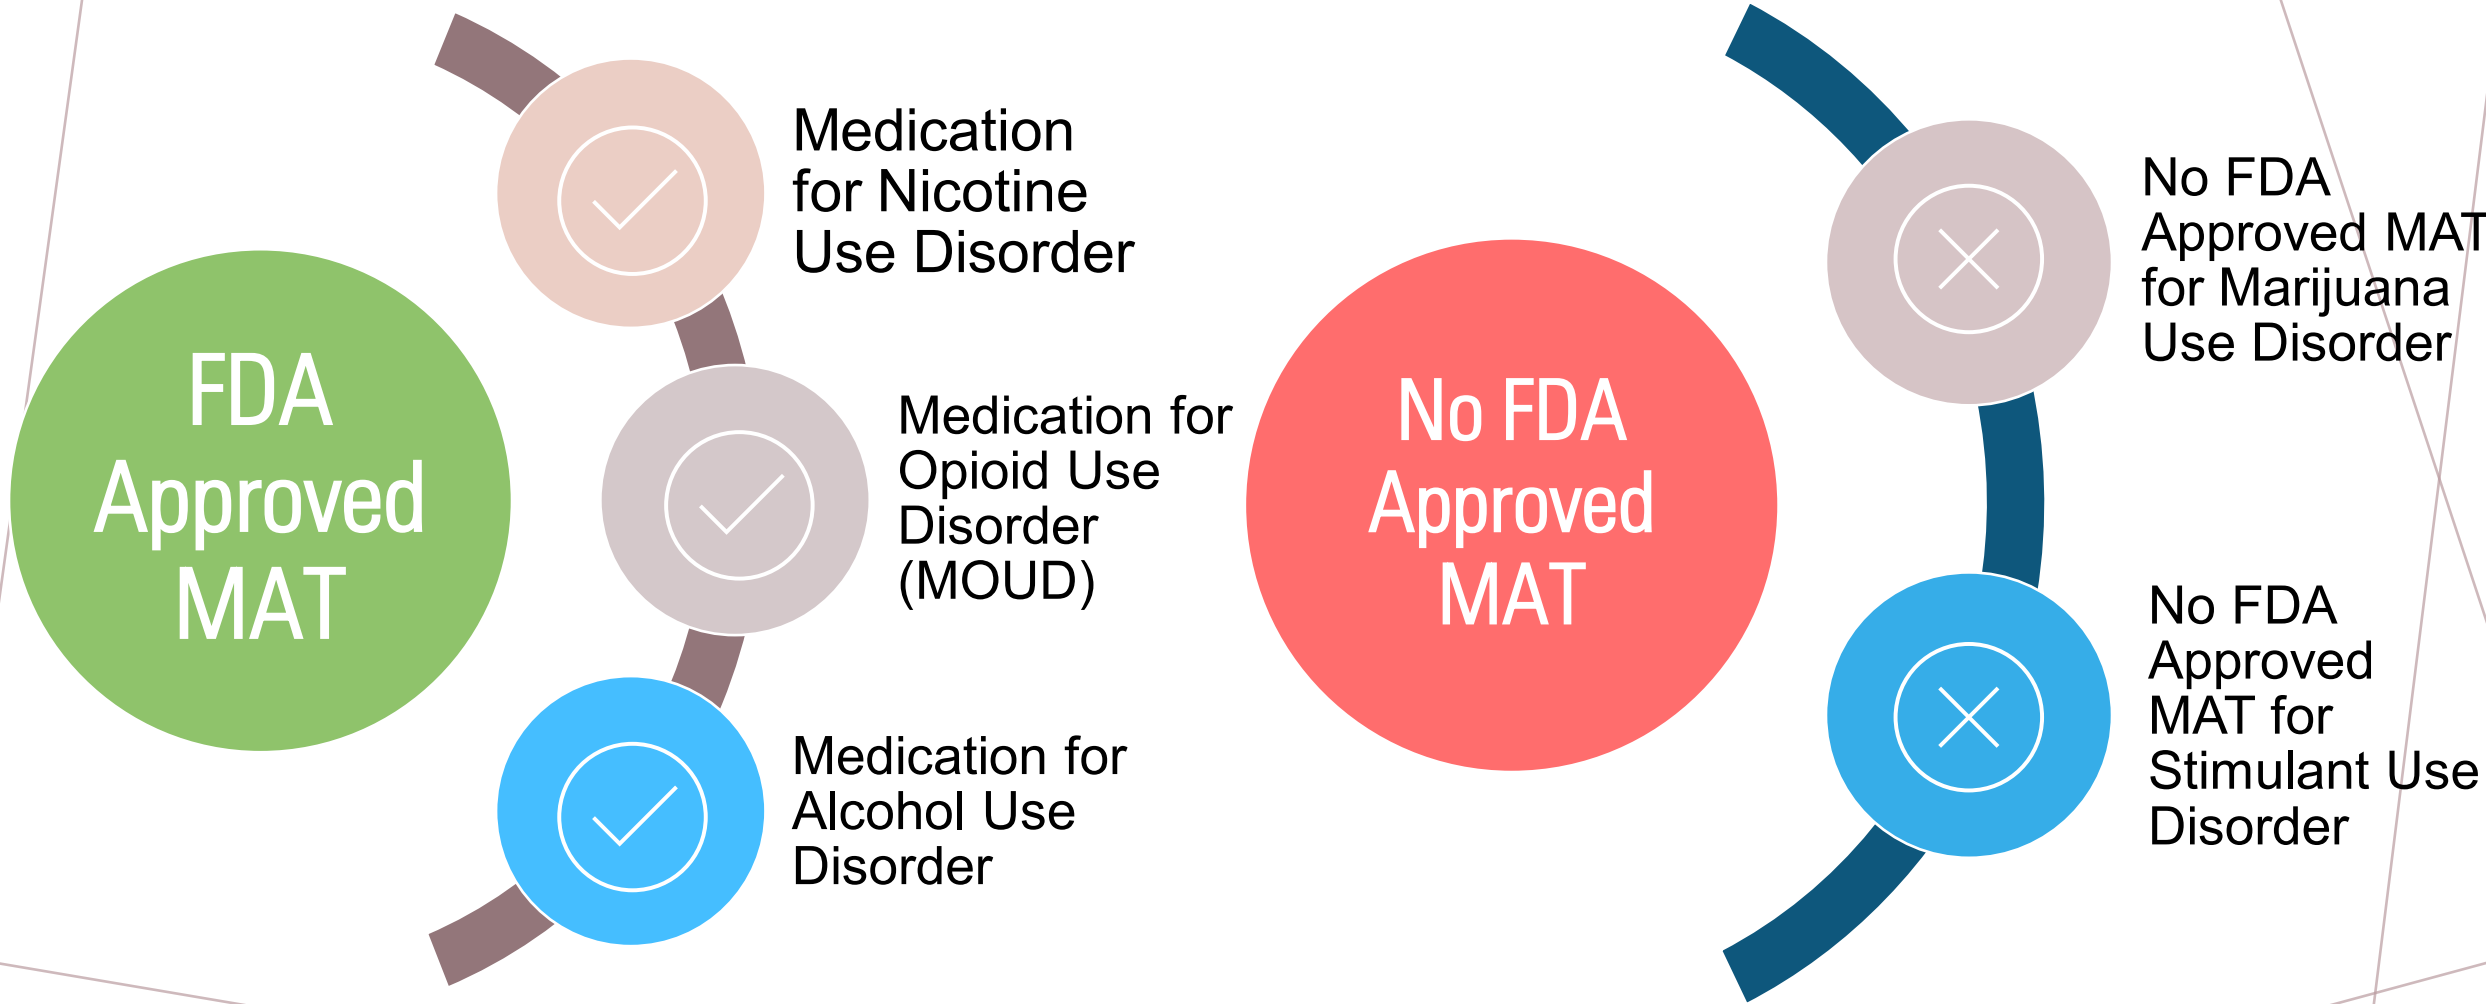 FDA
Approved
MAT
Medication
for Nicotine
Use Disorder
Medication for
Opioid Use
Disorder
(MOUD)
Medication for
Alcohol Use
Disorder
No FDA
Approved
MAT
No FDA
Approved MAT
for Marijuana
Use Disorder
No FDA
Approved
MAT for
Stimulant Use
Disorder